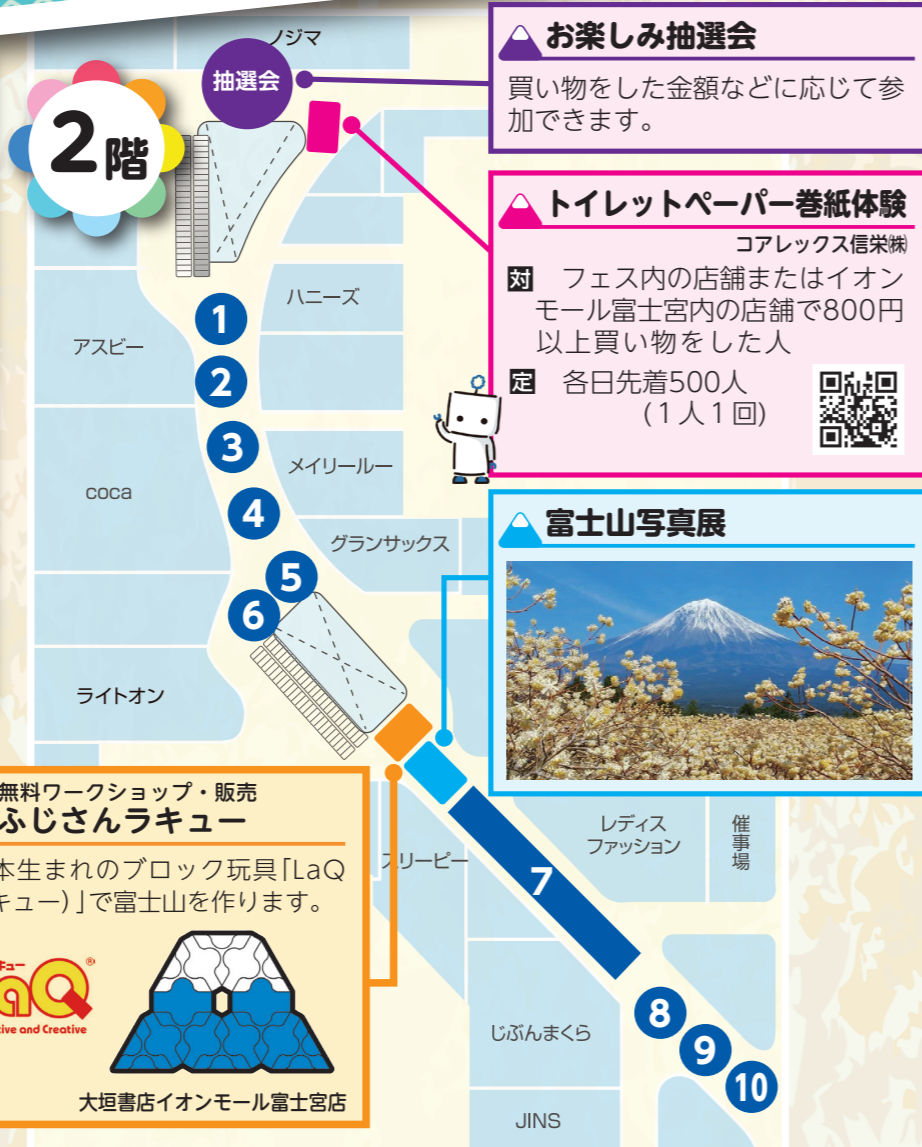 ノジマ
抽選会
2階
お楽しみ抽選会
買い物をした金額などに応じて参
加できます。
トイレットペーパー巻紙体験
コアレックス信栄㈱
対 フェス内の店舗またはイオン
モール富士宮内の店舗で800円
以上買い物をした人
定 各日先着500人
(1人1回)
ハニーズ
アスビー
1
2
3
メイリールー
coca
4
グランサックス
5
6
ライトオン
富士山写真展
無料ワークショップ・販売
ふじさんラキュー
本生まれのブロック玩具「LaQ
キュー)」で富士山を作ります。
aQ
tive and Creative
大垣書店イオンモール富士宮店
スリーピー
レディス
ファッション
催事場
7
8
9
10
じぶんまくら
JINS